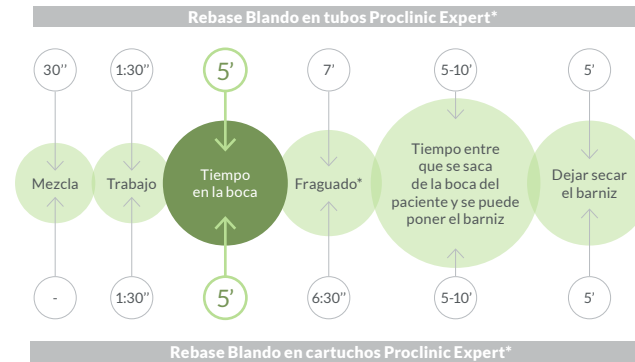 Rebase Blando en tubos Proclinic Expert*
30’’ 1:30’’ 5’ 7’ 5-10’ 5’
Mezcla
Trabajo
Tiempo
en la boca
Fraguado*
Tiempo entre
que se saca
de la boca del
paciente y se puede
poner el barniz
Dejar secar
el barniz
- 1:30’’ 5’ 6:30’’ 5-10’ 5’
Rebase Blando en cartuchos Proclinic Expert*